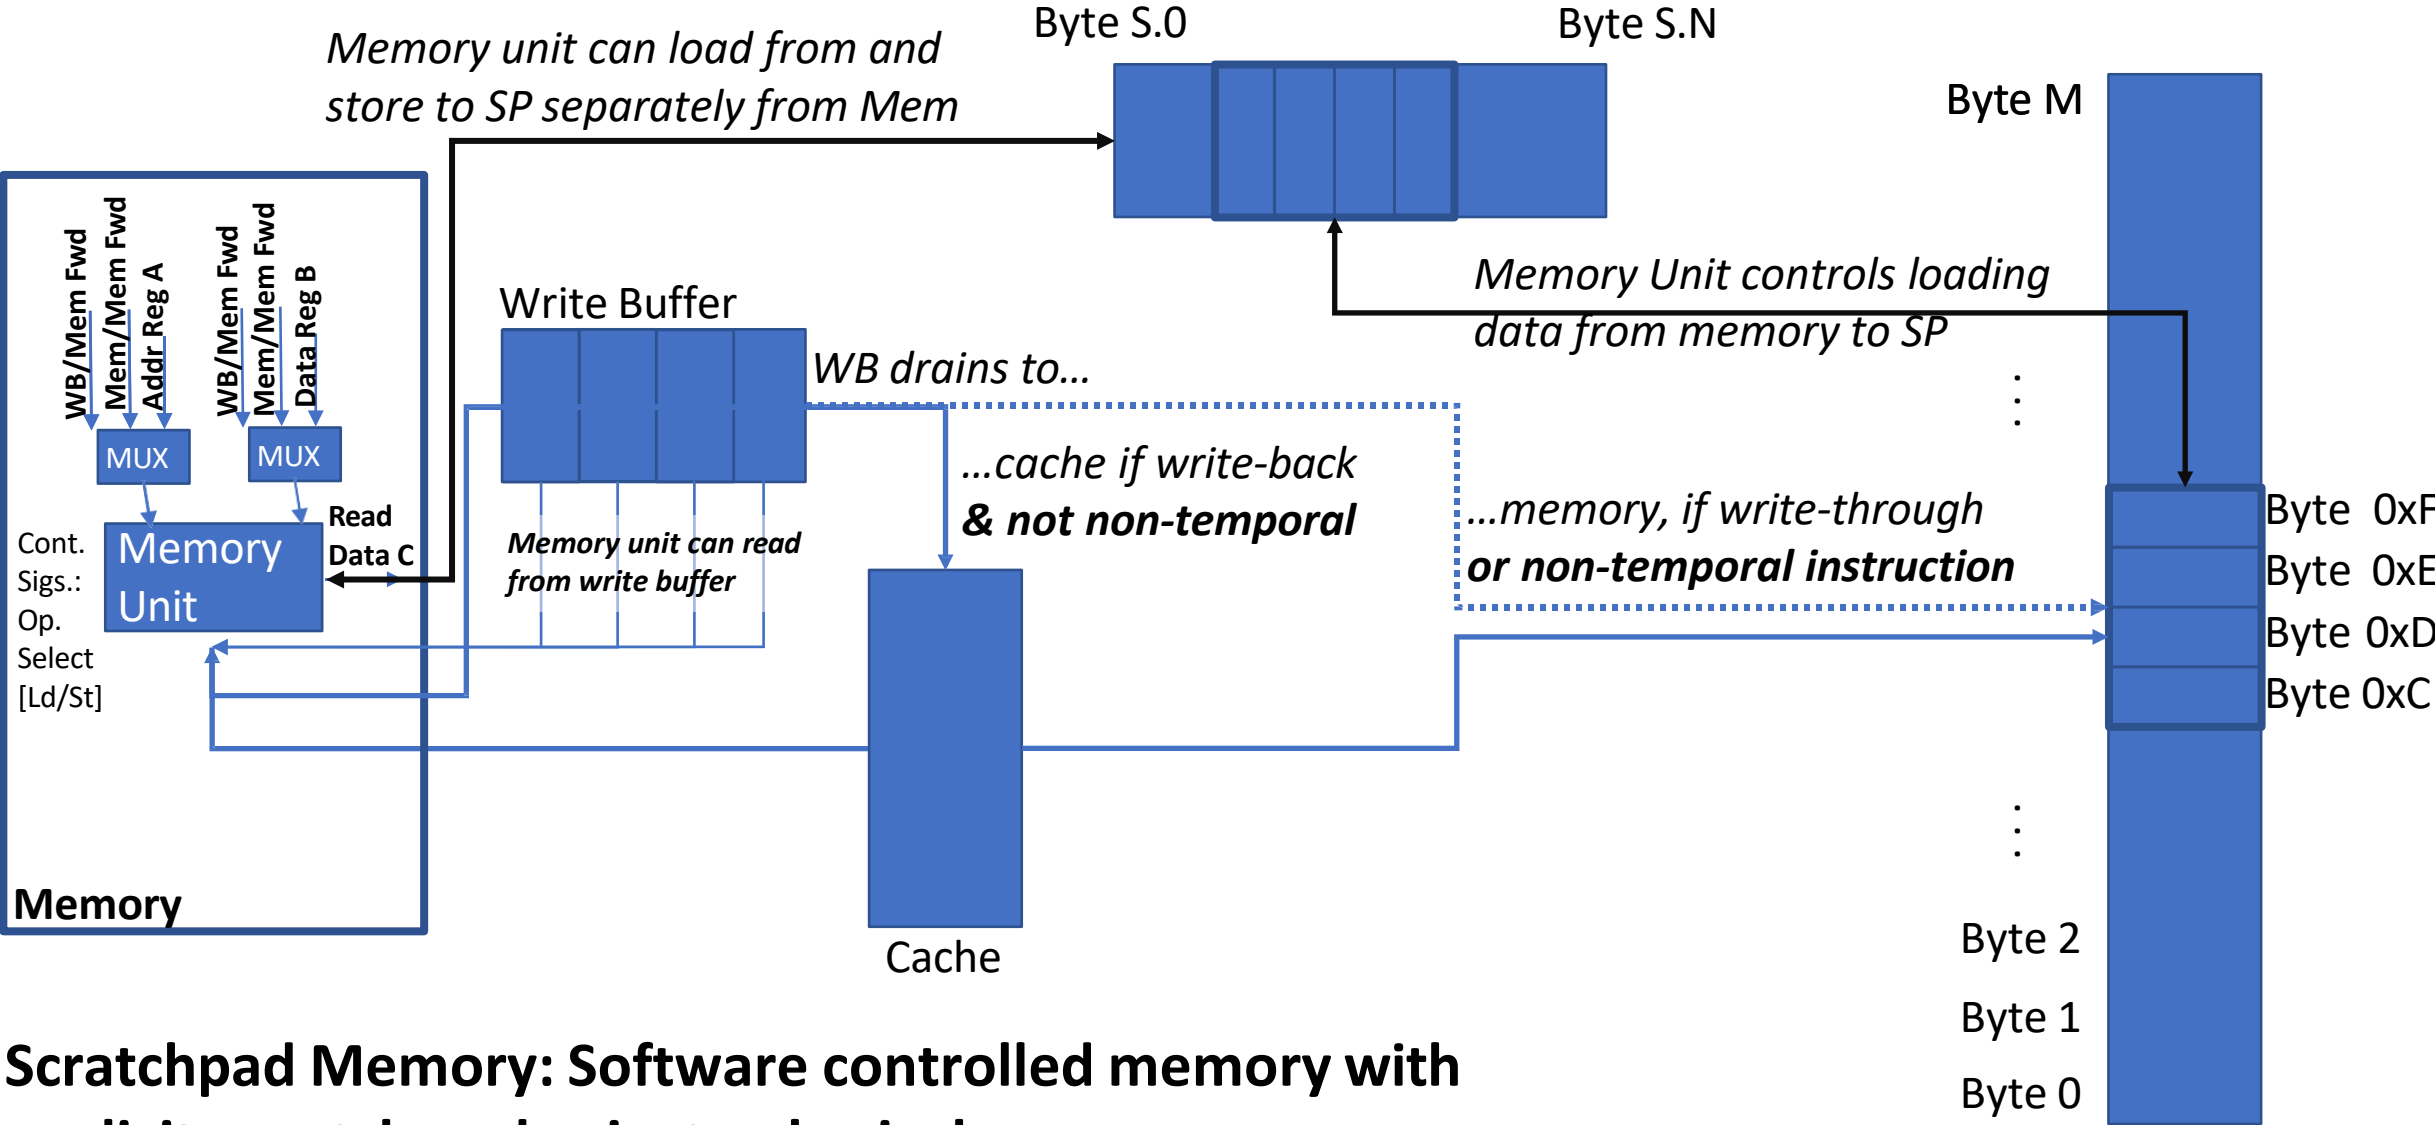 Byte S.0
Byte S.N
Memory unit can load from and
store to SP separately from Mem
Byte M
WB/Mem Fwd
Mem/Mem Fwd
Addr Reg A
WB/Mem Fwd
Mem/Mem Fwd
Data Reg B
Write Buffer
Memory Unit controls loading
data from memory to SP
WB drains to...
MUX
MUX
...cache if write-back
& not non-temporal
...memory, if write-through
or non-temporal instruction
Read
Data C
Memory unit can read
from write buffer
Cont.
Sigs.:
Op.
Select
[Ld/St]
Memory
Unit
Byte 0xF
Byte 0xE
Byte 0xD
Byte 0xC
Memory
Cache
Byte 2
Byte 1
Byte 0
Scratchpad Memory: Software controlled memory with